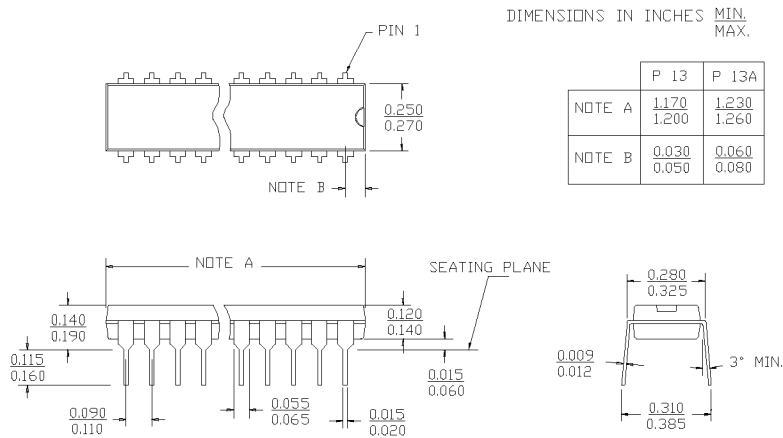 DIMENSIONS IN INCHES MIN.
MAX.
PIN 1
P 13 P 13A
NOTE A 1.170 1.230
1.200 1.260
NOTE B 0.030 0.060
0.050 0.080
0.250
0.270
NOTE B
NOTE A
SEATING PLANE
0.280
0.325
0.140
0.190
0.120
0.140
0.115
0.160
0.009
0.012
3° MIN.
0.015
0.060
0.090
0.110
0.055
0.065
0.015
0.020
0.310
0.385